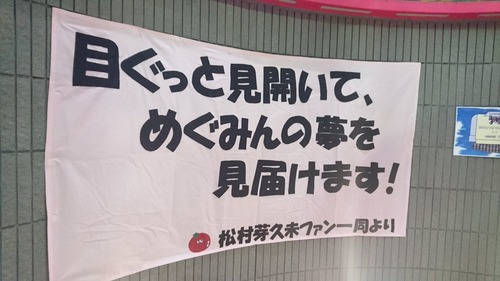 目ぐっと見開いて、
めぐみんの夢を
見届けます!
松村芽久未ファン一同より